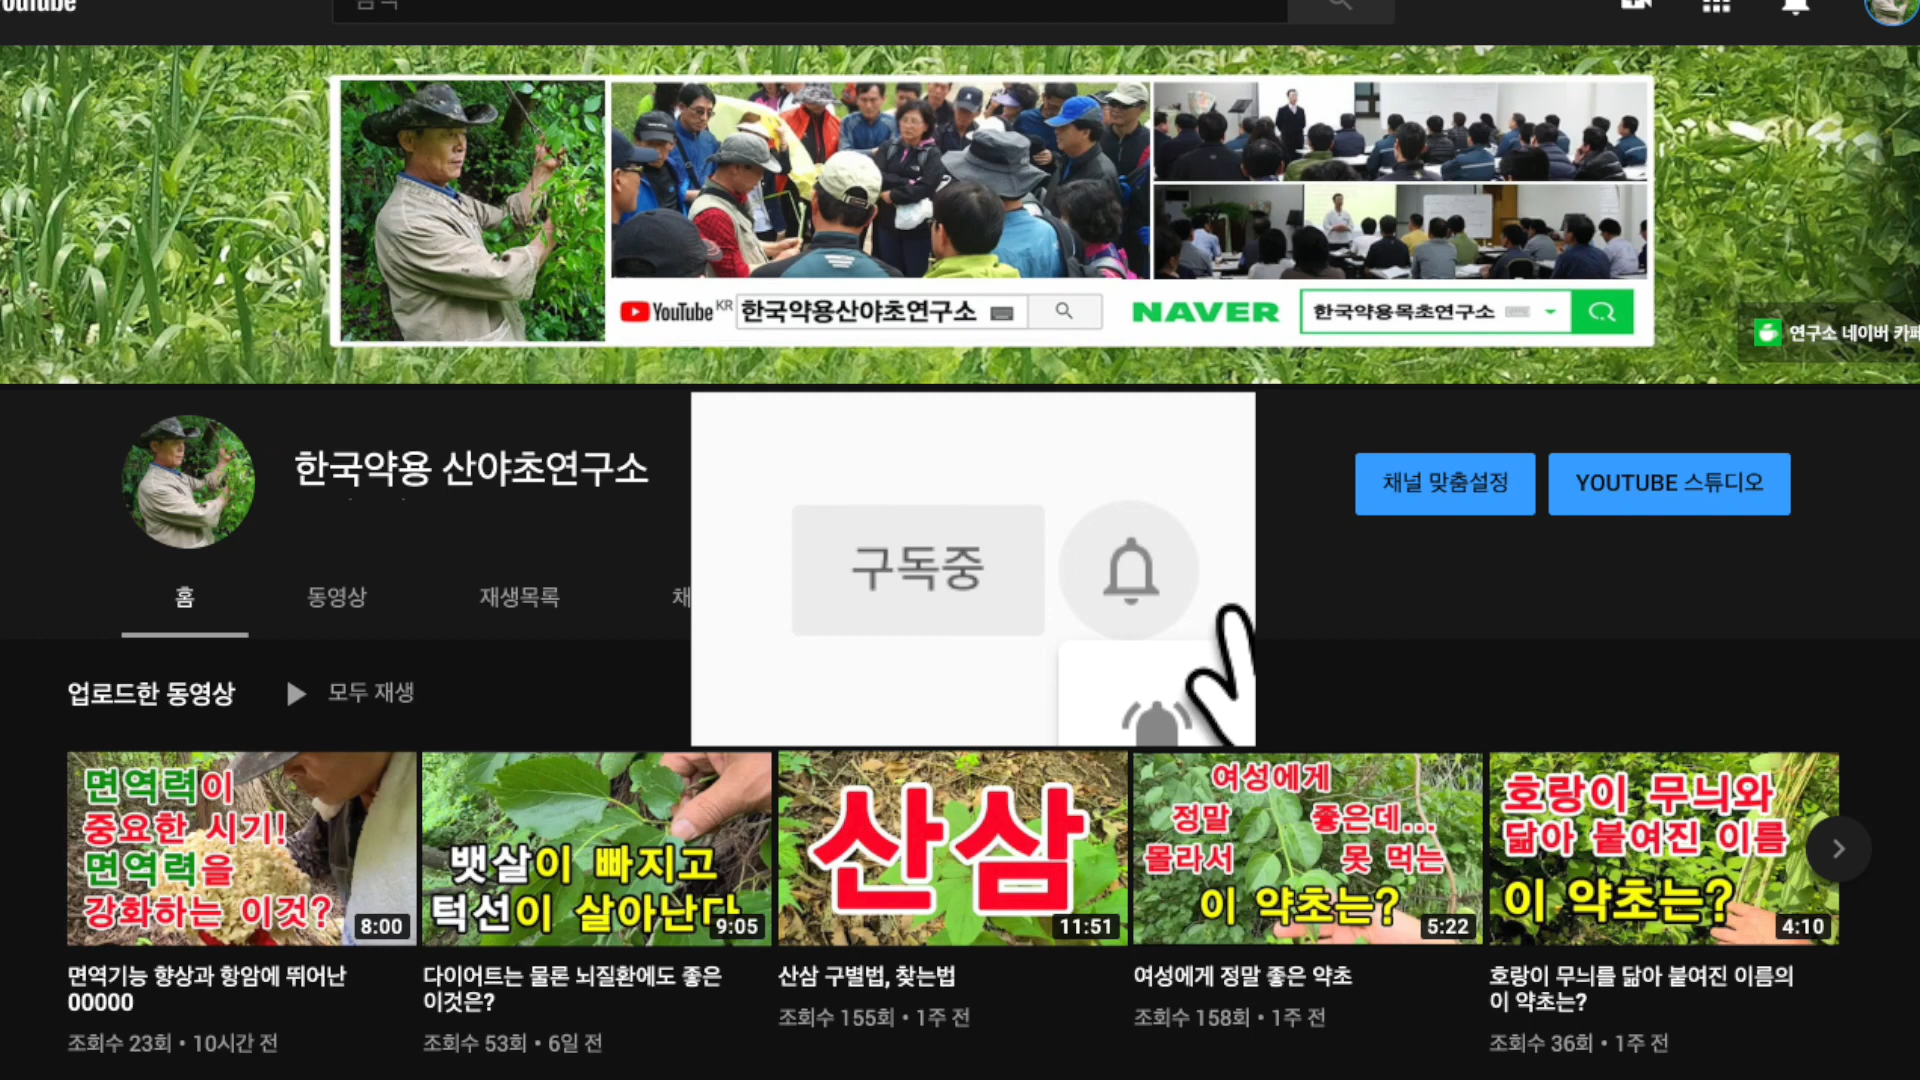 YouTube KR 한국약용산야초연구소
NAVER 한국약용목초연구소
연구소 네이버 카페
한국약용 산야초연구소
채널 맞춤설정
YOUTUBE 스튜디오
구독중
홈
동영상
재생목록
채
업로드한 동영상
모두 재생
면역력이
중요한 시기!
면역력을
강화하는 이것?
8:00
뱃살이 빠지고
턱선이 살아난다
9:05
산삼
11:51
여성에게
정말 좋은데...
몰라서 못 먹는
이 약초는?
5:22
호랑이 무늬와
닮아 붙여진 이름
이 약초는?
4:10
면역기능 향상과 항암에 뛰어난
00000
조회수 23회 • 10시간 전
다이어트는 물론 뇌질환에도 좋은
이것은?
조회수 53회 • 6일 전
산삼 구별법, 찾는법
조회수 155회 • 1주 전
여성에게 정말 좋은 약초
조회수 158회 • 1주 전
호랑이 무늬를 닮아 붙여진 이름의
이 약초는?
조회수 36회 • 1주 전